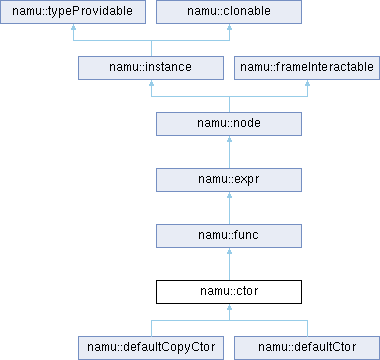 namu::typeProvidable
namu::clonable
namu::instance
namu::frameInteractable
namu::node
namu::expr
namu::func
namu::ctor
namu::defaultCopyCtor
namu::defaultCtor